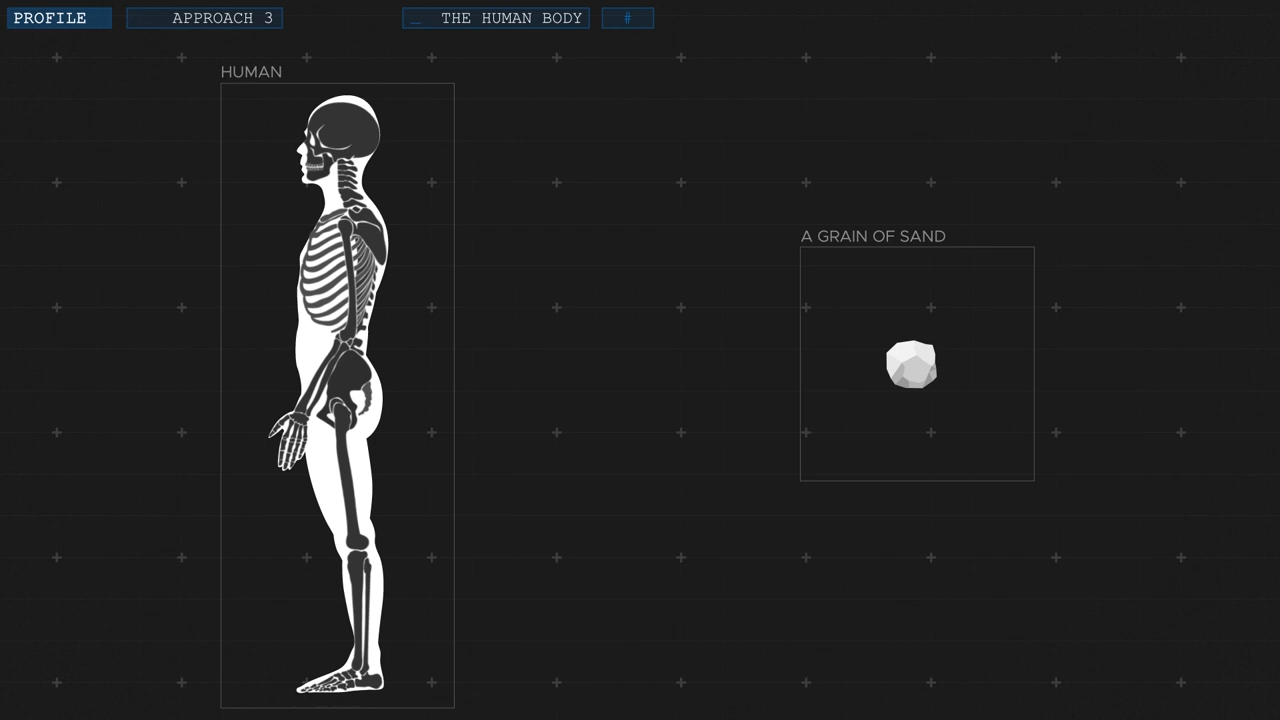 PROFILE
APPROACH 3
_ THE HUMAN BODY
#
HUMAN
A GRAIN OF SAND